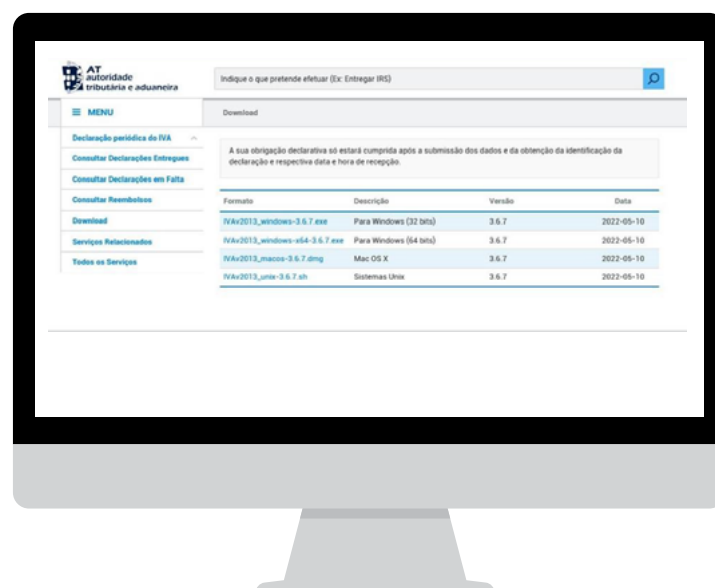 AT
autoridade
tributária e aduaneira
Indique o que pretende efetuar (Ex: Entregar IRS)
MENU
Download
Declaração periódica do IVA
Consultar Declarações Entregues
Consultar Declarações em Falta
Consultar Reembolsos
Download
Serviços Relacionados
Todos os Serviços
A sua obrigação declarativa só estará cumprida após a submissão dos dados e da obtenção da identificação da
declaração e respectiva data e hora de recepção.
Formato Descrição Versão Data
IVAv2013_windows-3.6.7.exe Para Windows (32 bits) 3.6.7 2022-05-10
IVAv2013_windows-x64-3.6.7.exe Para Windows (64 bits) 3.6.7 2022-05-10
IVAv2013_macos-3.6.7.dmg Mac OS X 3.6.7 2022-05-10
IVAv2013_unix-3.6.7.sh Sistemas Unix 3.6.7 2022-05-10